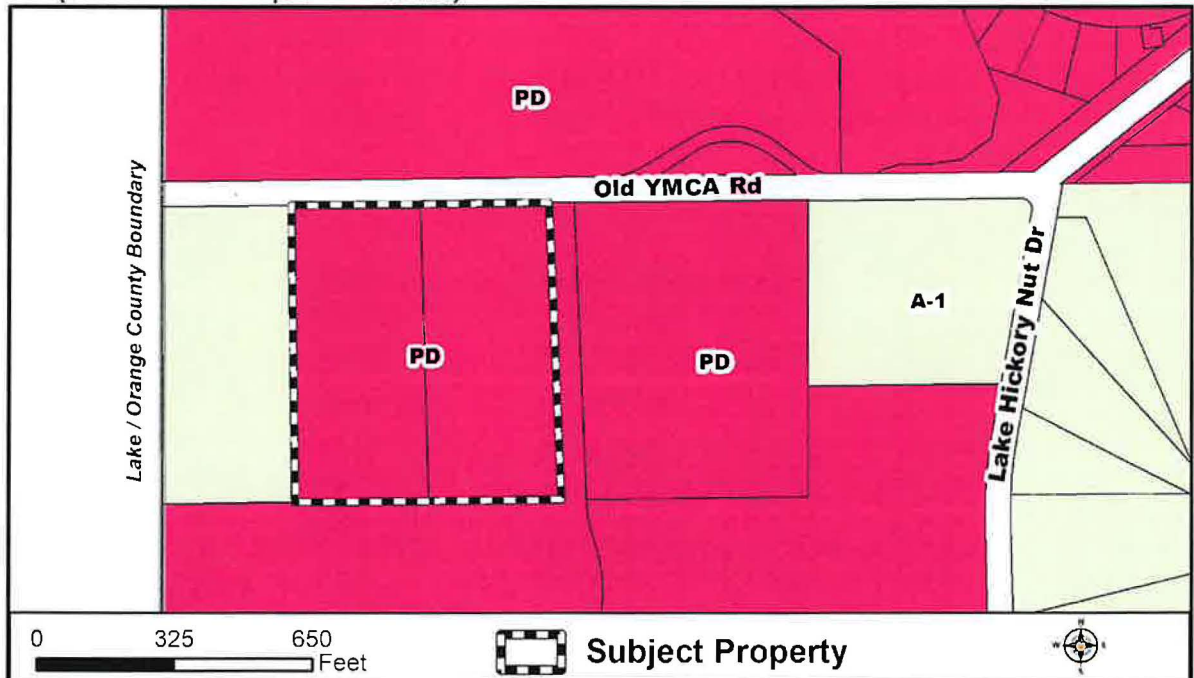 PD
Old YMCA Rd
Lake / Orange County Boundary
A-1
PD
PD
Lake Hickory Nut Dr
0 325 650
Feet
Subject Property
N
W E
S